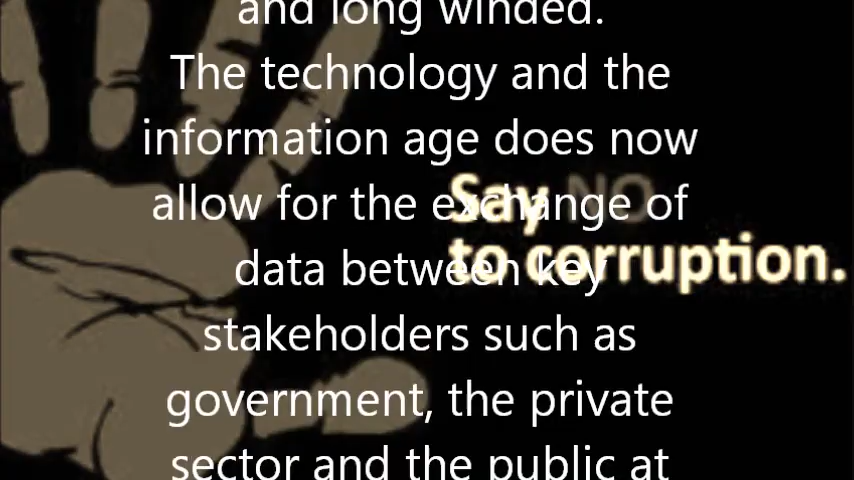 and long winded.
The technology and the
information age does now
allow for the exchange of
data between key
stakeholders such as
government, the private
sector and the public at
Say NO
to corruption.